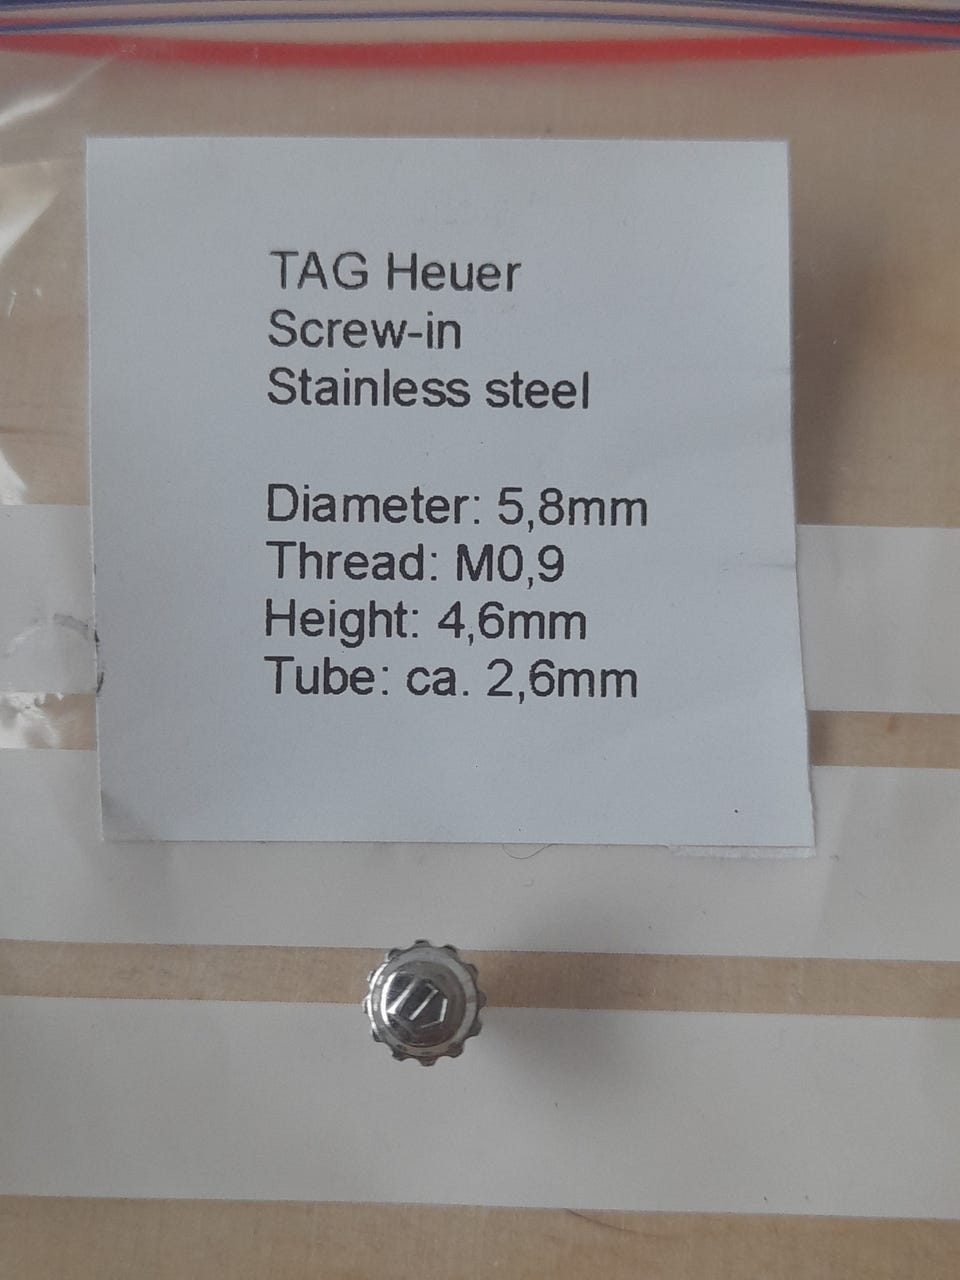 TAG Heuer
Screw-in
Stainless steel
Diameter: 5,8mm
Thread: M0,9
Height: 4,6mm
Tube: ca. 2,6mm